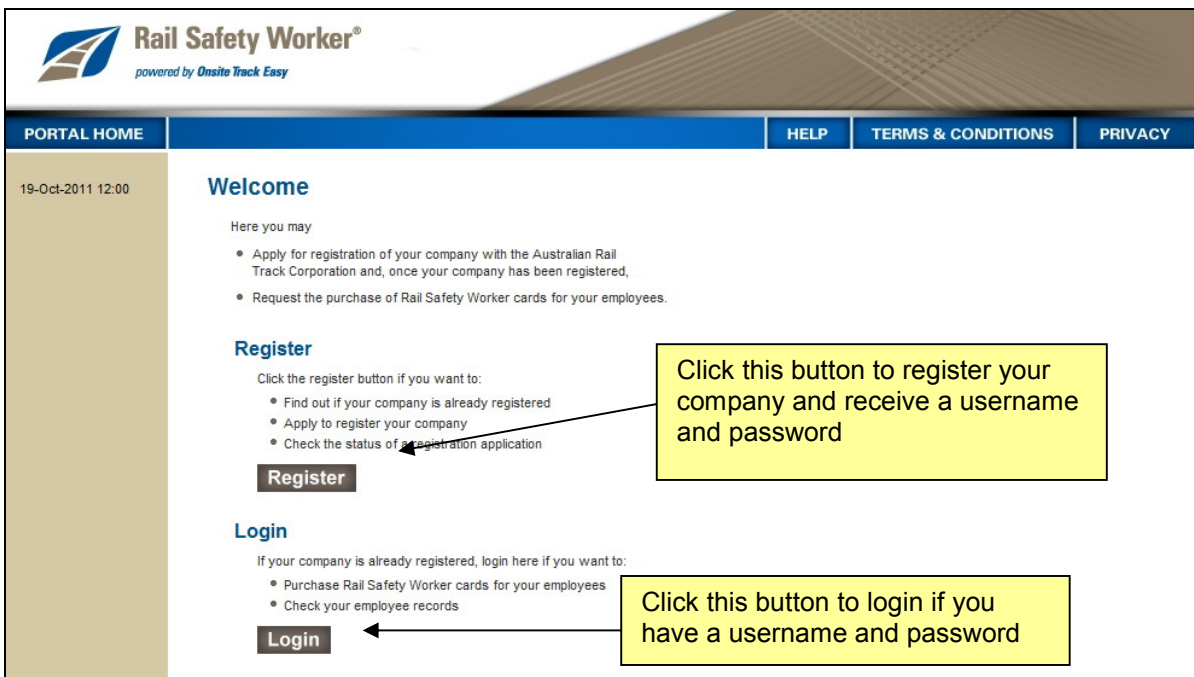 Rail Safety Worker®
powered by Onsite Track Easy
PORTAL HOME
HELP
TERMS & CONDITIONS
PRIVACY
19-Oct-2011 12:00
Welcome
Here you may
• Apply for registration of your company with the Australian Rail
Track Corporation and, once your company has been registered,
• Request the purchase of Rail Safety Worker cards for your employees.
Register
Click the register button if you want to:
• Find out if your company is already registered
• Apply to register your company
• Check the status of a registration application
Register
Click this button to register your
company and receive a username
and password
Login
If your company is already registered, login here if you want to:
• Purchase Rail Safety Worker cards for your employees
• Check your employee records
Login
Click this button to login if you
have a username and password